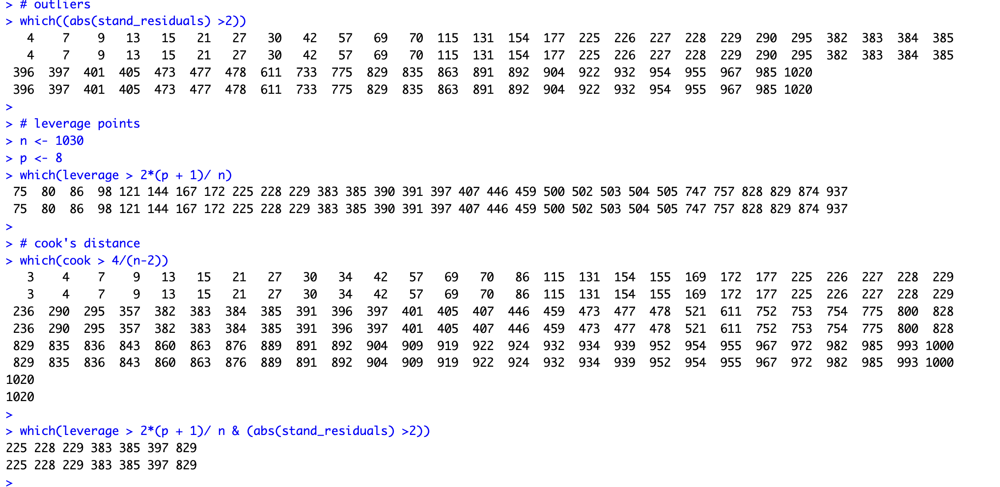 > # outliers
> which((abs(stand_residuals) >2))
4 7 9 13 15 21 27 30 42 57 69 70 115 131 154 177 225 226 227 228 229 290 295 382 383 384 385
4 7 9 13 15 21 27 30 42 57 69 70 115 131 154 177 225 226 227 228 229 290 295 382 383 384 385
396 397 401 405 473 477 478 611 733 775 829 835 863 891 892 904 922 932 954 955 967 985 1020
396 397 401 405 473 477 478 611 733 775 829 835 863 891 892 904 922 932 954 955 967 985 1020
>
> # leverage points
> n <- 1030
> p <- 8
> which(leverage > 2*(p + 1)/ n)
75 80 86 98 121 144 167 172 225 228 229 383 385 390 391 397 407 446 459 500 502 503 504 505 747 757 828 829 874 937
75 80 86 98 121 144 167 172 225 228 229 383 385 390 391 397 407 446 459 500 502 503 504 505 747 757 828 829 874 937
>
> # cook's distance
> which(cook > 4/(n-2))
3 4 7 9 13 15 21 27 30 34 42 57 69 70 86 115 131 154 155 169 172 177 225 226 227 228 229
3 4 7 9 13 15 21 27 30 34 42 57 69 70 86 115 131 154 155 169 172 177 225 226 227 228 229
236 290 295 357 382 383 384 385 391 396 397 401 405 407 446 459 473 477 478 521 611 752 753 754 775 800 828
236 290 295 357 382 383 384 385 391 396 397 401 405 407 446 459 473 477 478 521 611 752 753 754 775 800 828
829 835 836 843 860 863 876 889 891 892 904 909 919 922 924 932 934 939 952 954 955 967 972 982 985 993 1000
829 835 836 843 860 863 876 889 891 892 904 909 919 922 924 932 934 939 952 954 955 967 972 982 985 993 1000
1020
1020
>
> which(leverage > 2*(p + 1)/ n & (abs(stand_residuals) >2))
225 228 229 383 385 397 829
225 228 229 383 385 397 829
>